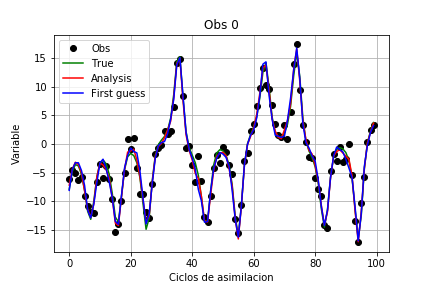 Obs 0
Obs
True
Analysis
First guess
Variable
15
10
5
0
−5
−10
−15
0 20 40 60 80 100
Ciclos de asimilacion